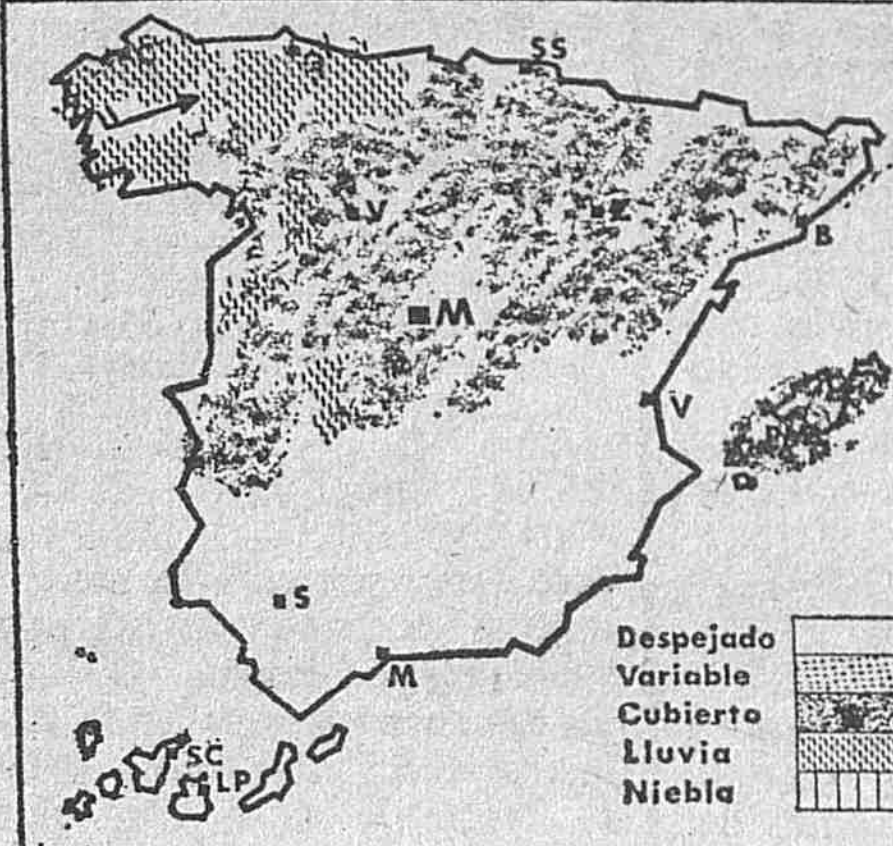 SS
V
Z
B
M
V
S
M
SC
LP
Despejado
Variable
Cubierto
Lluvia
Niebla